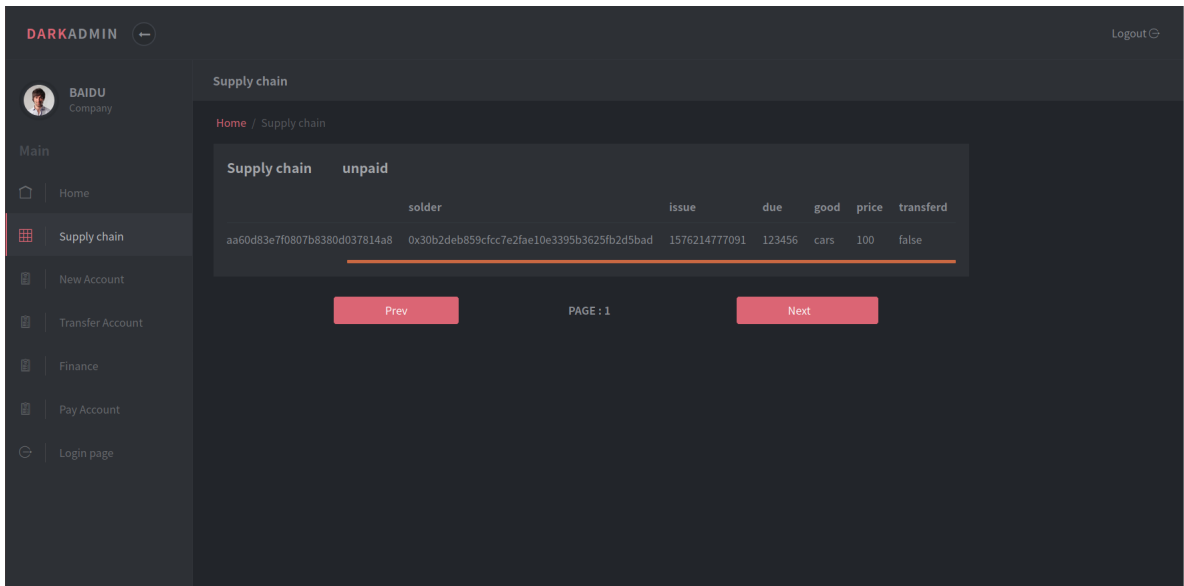 DARKADMIN
Logout
BAIDU
Company
Main
Home
Supply chain
New Account
Transfer Account
Finance
Pay Account
Login page
Supply chain
Home / Supply chain
Supply chain unpaid
solder issue due good price transferd
aa60d83e7f0807b8380d037814a8 0x30b2deb859cfcc7e2fae10e3395b3625fb2d5bad 1576214777091 123456 cars 100 false
Prev PAGE : 1 Next